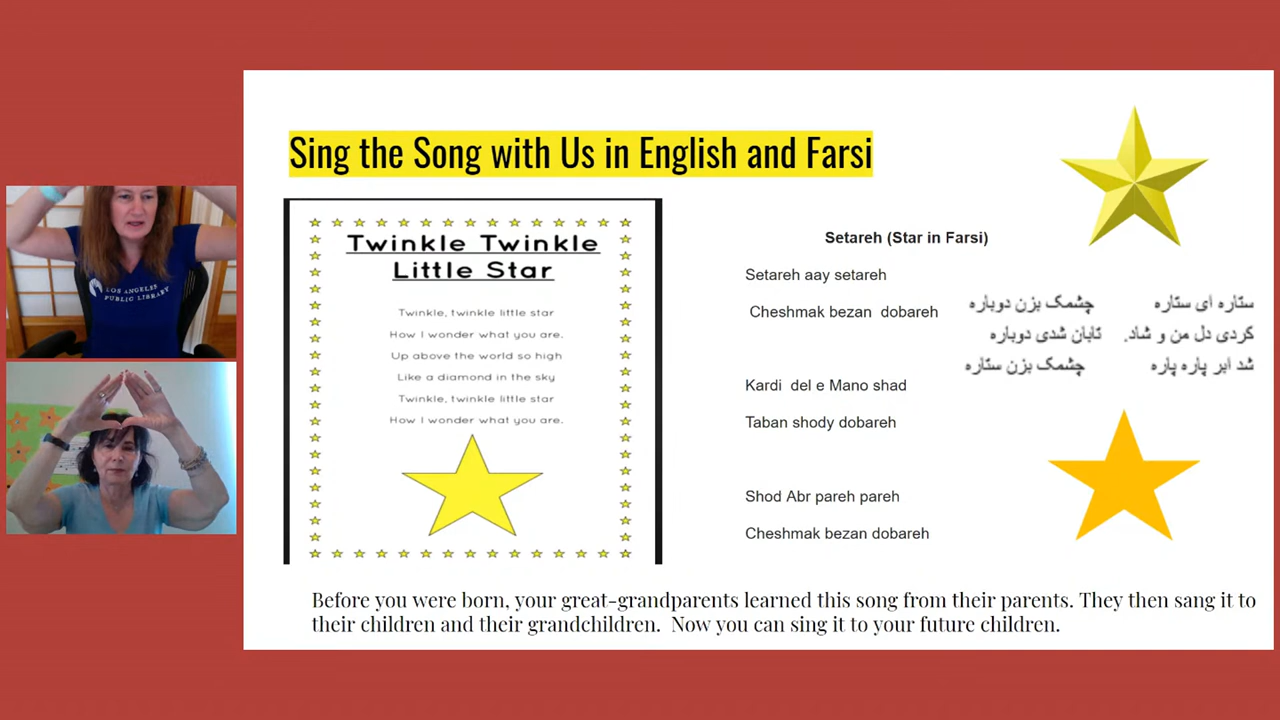 Sing the Song with Us in English and Farsi
LOS ANGELES
PUBLIC LIBRARY
Twinkle Twinkle
Little Star
Twinkle, twinkle little star
How I wonder what you are.
Up above the world so high
Like a diamond in the sky
Twinkle, twinkle little star
How I wonder what you are.
Setareh (Star in Farsi)
Setareh aay setareh
Cheshmak bezan dobareh
Kardi del e Mano shad
Taban shody dobareh
Shod Abr pareh pareh
Cheshmak bezan dobareh
ستاره ای ستاره چشمک بزن دوباره
کردی دل من و شاد. تابان شدی دوباره
شد ابر پاره پاره چشمک بزن ستاره
Before you were born, your great-grandparents learned this song from their parents. They then sang it to
their children and their grandchildren. Now you can sing it to your future children.